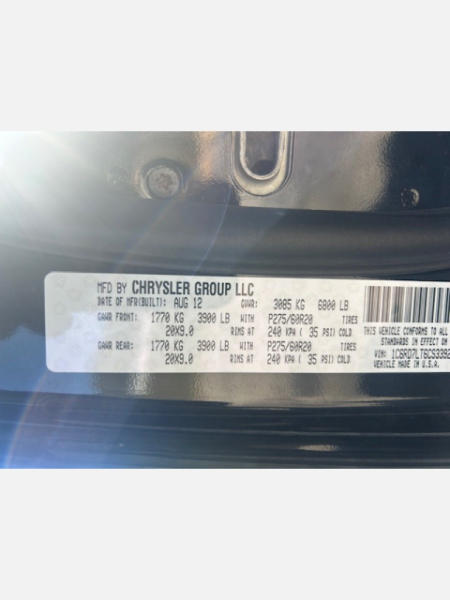 MFD BY CHRYSLER GROUP LLC
DATE OF MFR(BUILT): AUG 12 GVWR: 3085 KG 6800 LB
GAWR FRONT: 1770 KG 3900 LB WITH P275/60R20 TIRES
20X9.0 RIMS AT 240 KPA ( 35 PSI) COLD
GAWR REAR: 1770 KG 3900 LB WITH P275/60R20 TIRES
20X9.0 RIMS AT 240 KPA ( 35 PSI) COLD
THIS VEHICLE
STANDARDS IN EFFECT ON
VIN: 1C6RD7LT6CS3392
VEHICLE MADE IN U.S.A.